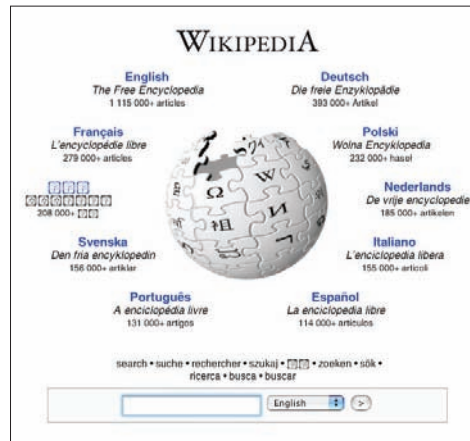 WIKIPEDIA
English
The Free Encyclopedia
1 115 000+ articles
Deutsch
Die freie Enzyklopädie
393 000+ Artikel
Français
L'encyclopédie libre
279 000+ articles
Polski
Wolna Encyklopedia
232 000+ haseł
208 000+
Nederlands
De vrije encyclopedie
185 000+ artikelen
Svenska
Den fria encyklopedin
156 000+ artiklar
Italiano
L'enciclopedia libera
155 000+ articoli
Português
A enciclopédia livre
131 000+ artigos
Español
La enciclopedia libre
114 000+ artículos
search • suche • rechercher • szukaj • • zoeken • sök •
ricerca • busca • buscar
English >